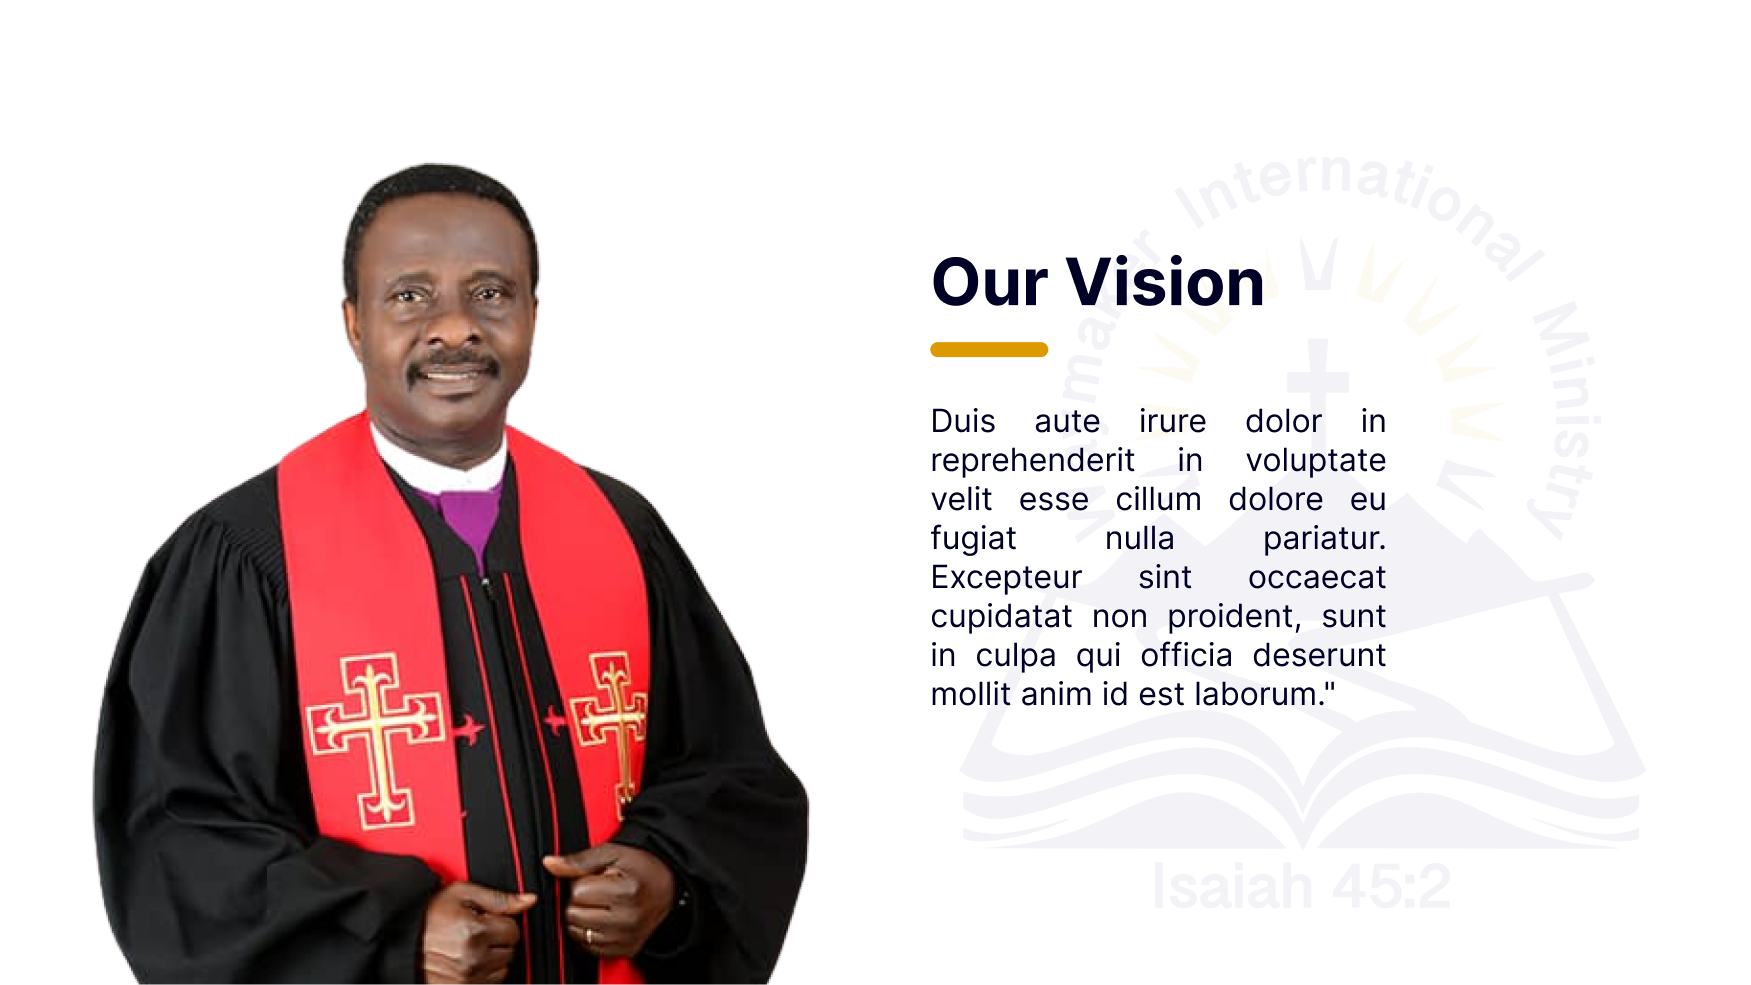 Waymaker International Ministry
Our Vision
Duis aute irure dolor in
reprehenderit in voluptate
velit esse cillum dolore eu
fugiat nulla pariatur.
Excepteur sint occaecat
cupidatat non proident, sunt
in culpa qui officia deserunt
mollit anim id est laborum."
Isaiah 45:2